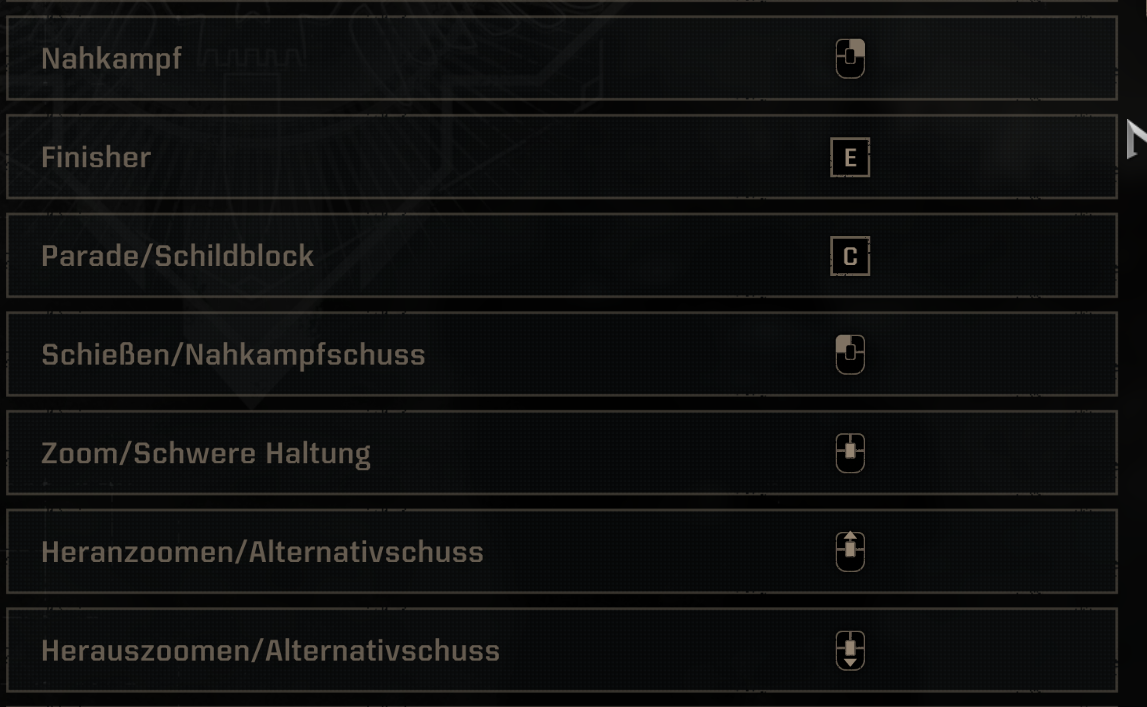 Nahkampf
Finisher E
Parade/Schildblock C
Schießen/Nahkampfschuss
Zoom/Schwere Haltung
Heranzoomen/Alternativschuss
Herauszoomen/Alternativschuss